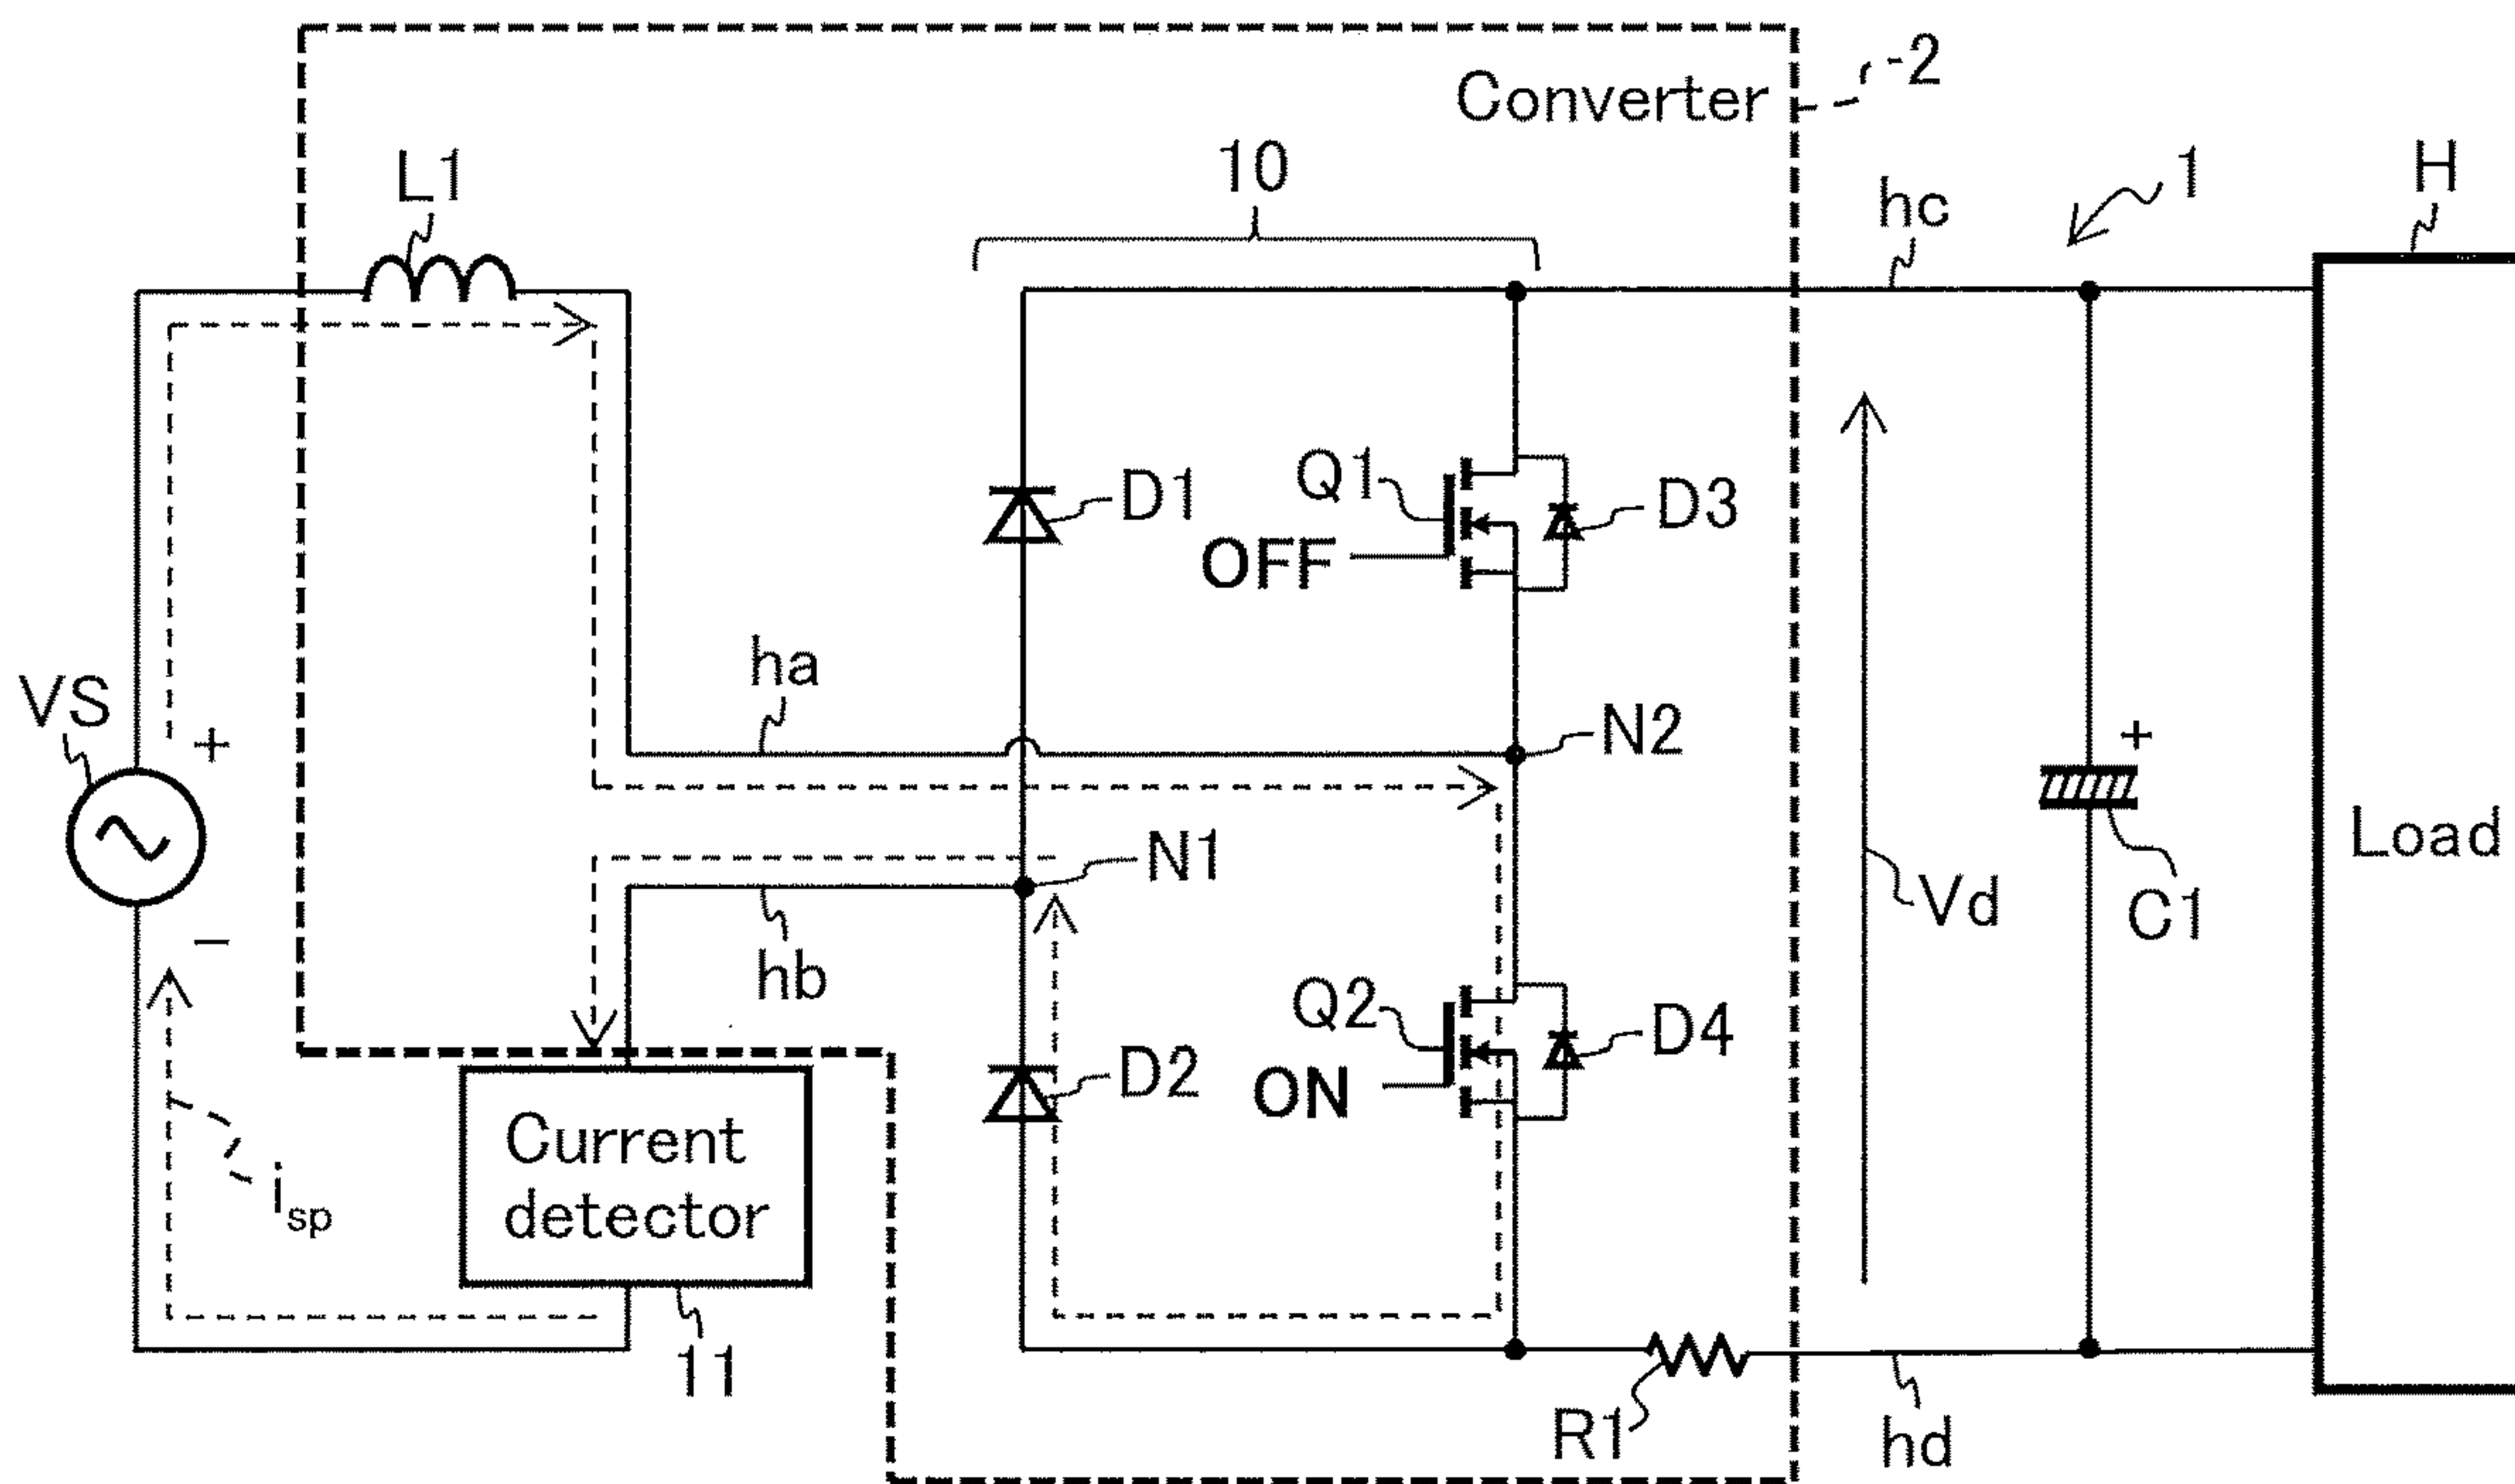 2
Converter
L1
10
hc
1
H
D1
Q1
D3
OFF
ha
VS
+
N2
+
N1
Load
Vd
C1
−
hb
Q2
D4
D2
ON
Current
detector
isp
11
R1
hd